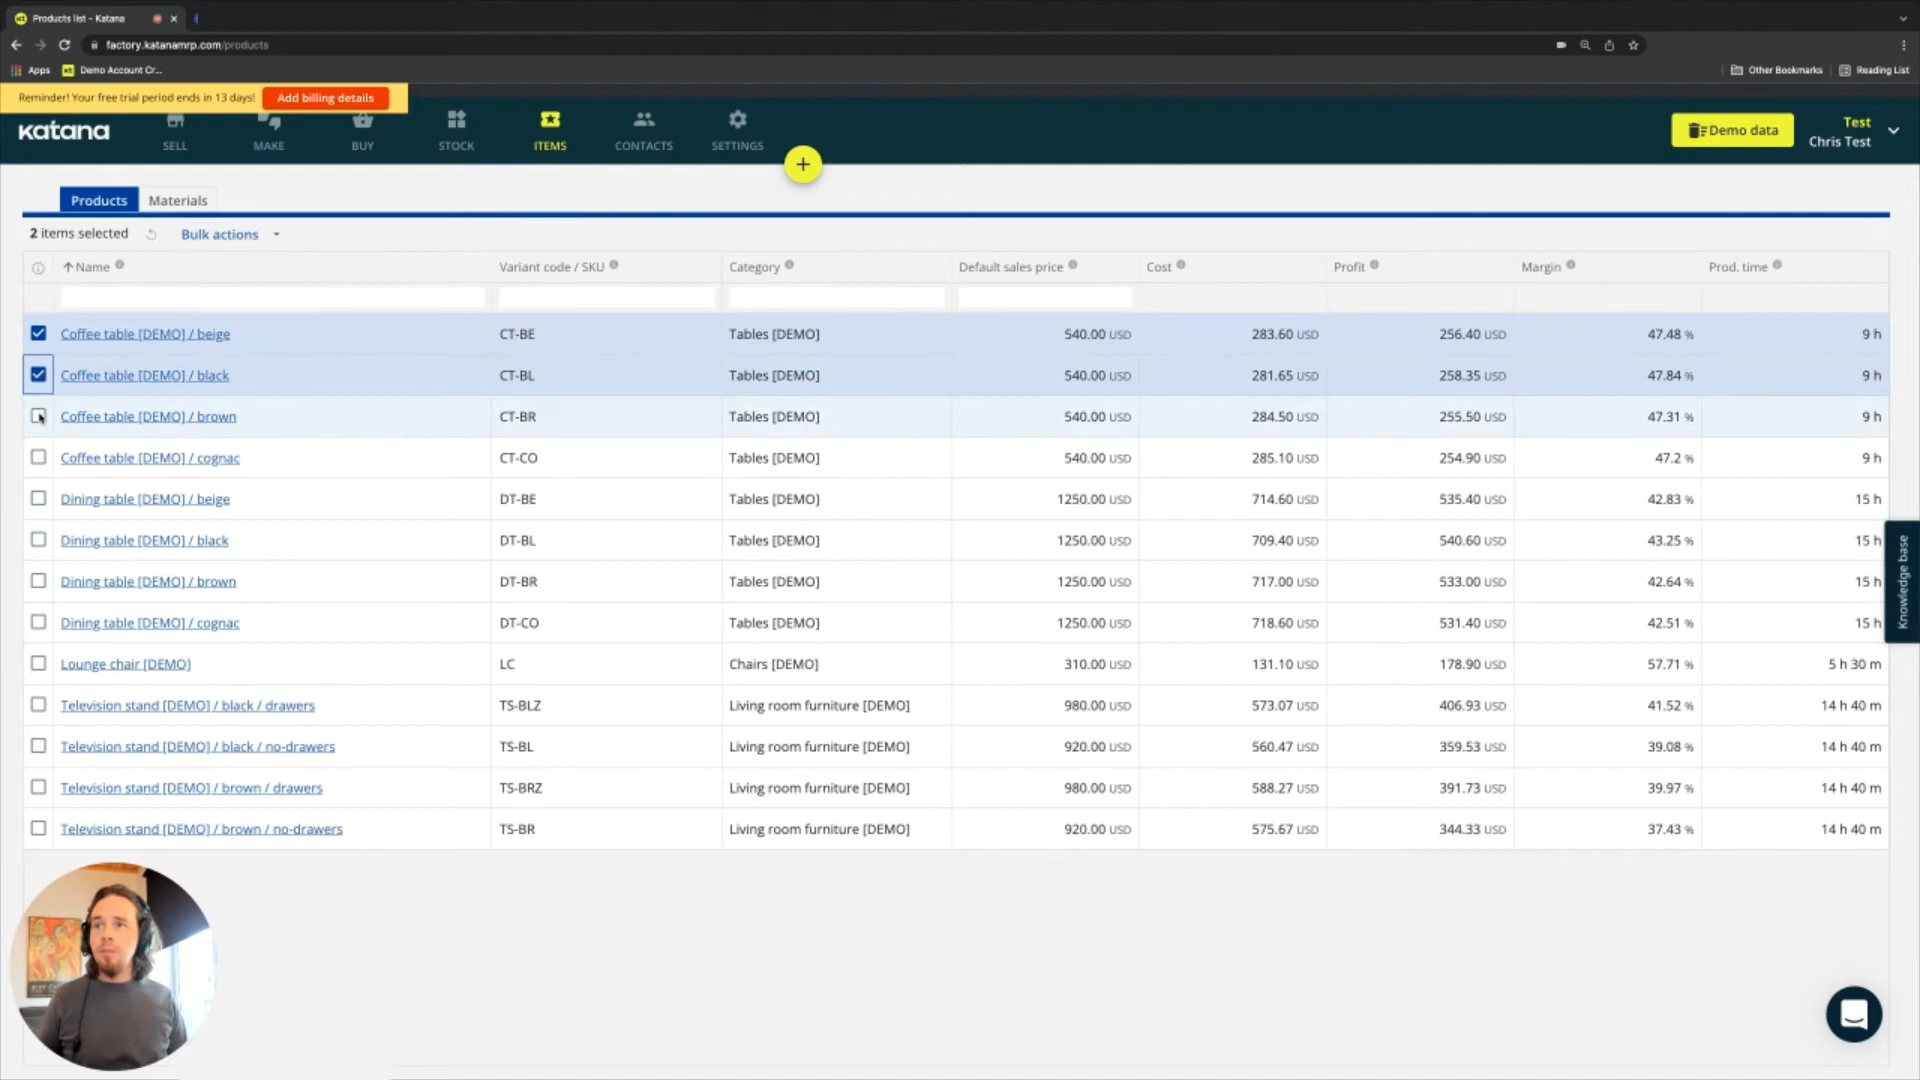 Products list - Katana
factory.katanamrp.com/products
Apps
Demo Account Cr...
Other Bookmarks
Reading List
Reminder! Your free trial period ends in 13 days!
Add billing details
katana
SELL
MAKE
BUY
STOCK
ITEMS
CONTACTS
SETTINGS
+
Demo data
Test
Chris Test
Products
Materials
2 items selected
Bulk actions
Name
Variant code / SKU
Category
Default sales price
Cost
Profit
Margin
Prod. time
Coffee table [DEMO] / beige CT-BE Tables [DEMO] 540.00 USD 283.60 USD 256.40 USD 47.48 % 9 h
Coffee table [DEMO] / black CT-BL Tables [DEMO] 540.00 USD 281.65 USD 258.35 USD 47.84 % 9 h
Coffee table [DEMO] / brown CT-BR Tables [DEMO] 540.00 USD 284.50 USD 255.50 USD 47.31 % 9 h
Coffee table [DEMO] / cognac CT-CO Tables [DEMO] 540.00 USD 285.10 USD 254.90 USD 47.2 % 9 h
Dining table [DEMO] / beige DT-BE Tables [DEMO] 1250.00 USD 714.60 USD 535.40 USD 42.83 % 15 h
Dining table [DEMO] / black DT-BL Tables [DEMO] 1250.00 USD 709.40 USD 540.60 USD 43.25 % 15 h
Dining table [DEMO] / brown DT-BR Tables [DEMO] 1250.00 USD 717.00 USD 533.00 USD 42.64 % 15 h
Dining table [DEMO] / cognac DT-CO Tables [DEMO] 1250.00 USD 718.60 USD 531.40 USD 42.51 % 15 h
Lounge chair [DEMO] LC Chairs [DEMO] 310.00 USD 131.10 USD 178.90 USD 57.71 % 5 h 30 m
Television stand [DEMO] / black / drawers TS-BLZ Living room furniture [DEMO] 980.00 USD 573.07 USD 406.93 USD 41.52 % 14 h 40 m
Television stand [DEMO] / black / no-drawers TS-BL Living room furniture [DEMO] 920.00 USD 560.47 USD 359.53 USD 39.08 % 14 h 40 m
Television stand [DEMO] / brown / drawers TS-BRZ Living room furniture [DEMO] 980.00 USD 588.27 USD 391.73 USD 39.97 % 14 h 40 m
Television stand [DEMO] / brown / no-drawers TS-BR Living room furniture [DEMO] 920.00 USD 575.67 USD 344.33 USD 37.43 % 14 h 40 m
Knowledge base